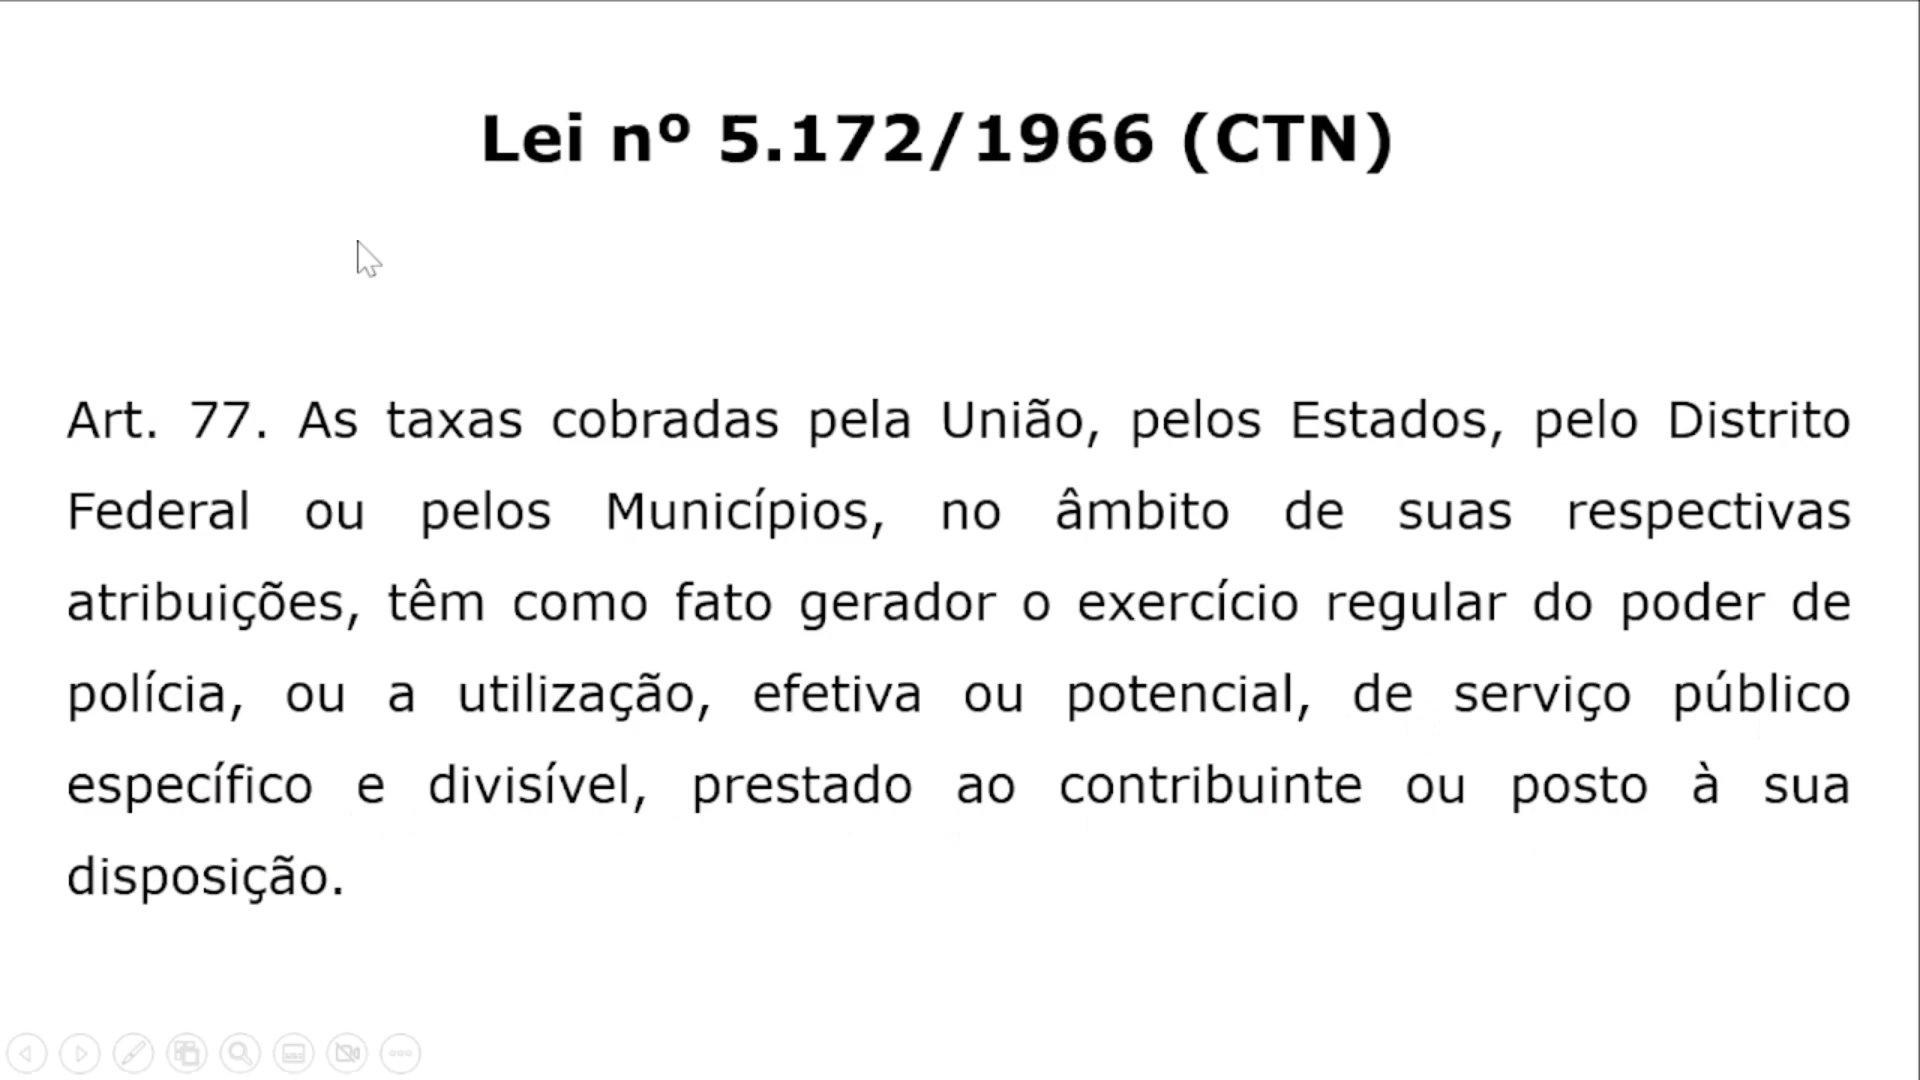 Lei nº 5.172/1966 (CTN)
Art. 77. As taxas cobradas pela União, pelos Estados, pelo Distrito
Federal ou pelos Municípios, no âmbito de suas respectivas
atribuições, têm como fato gerador o exercício regular do poder de
polícia, ou a utilização, efetiva ou potencial, de serviço público
específico e divisível, prestado ao contribuinte ou posto à sua
disposição.